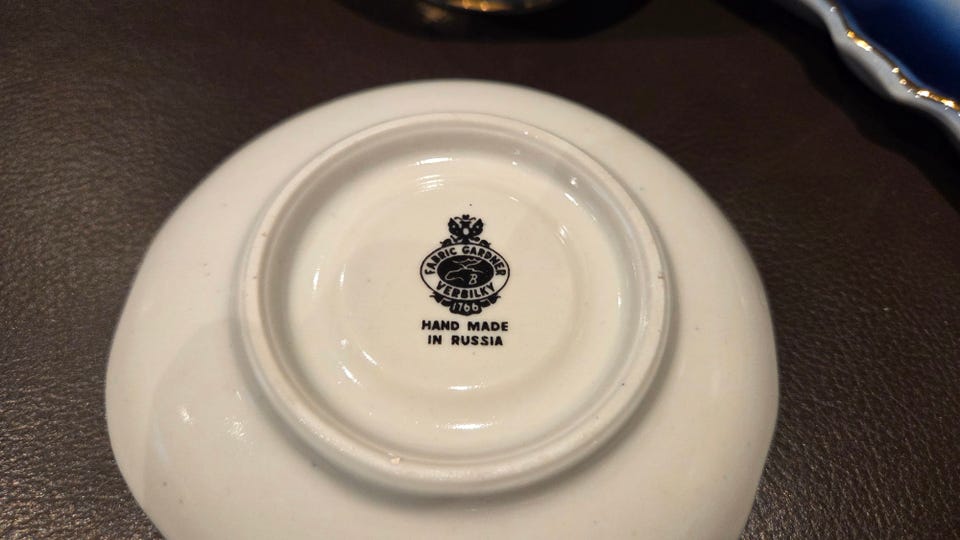 FABRIC GARDNER
B
VERBILKY
1766
HAND MADE
IN RUSSIA